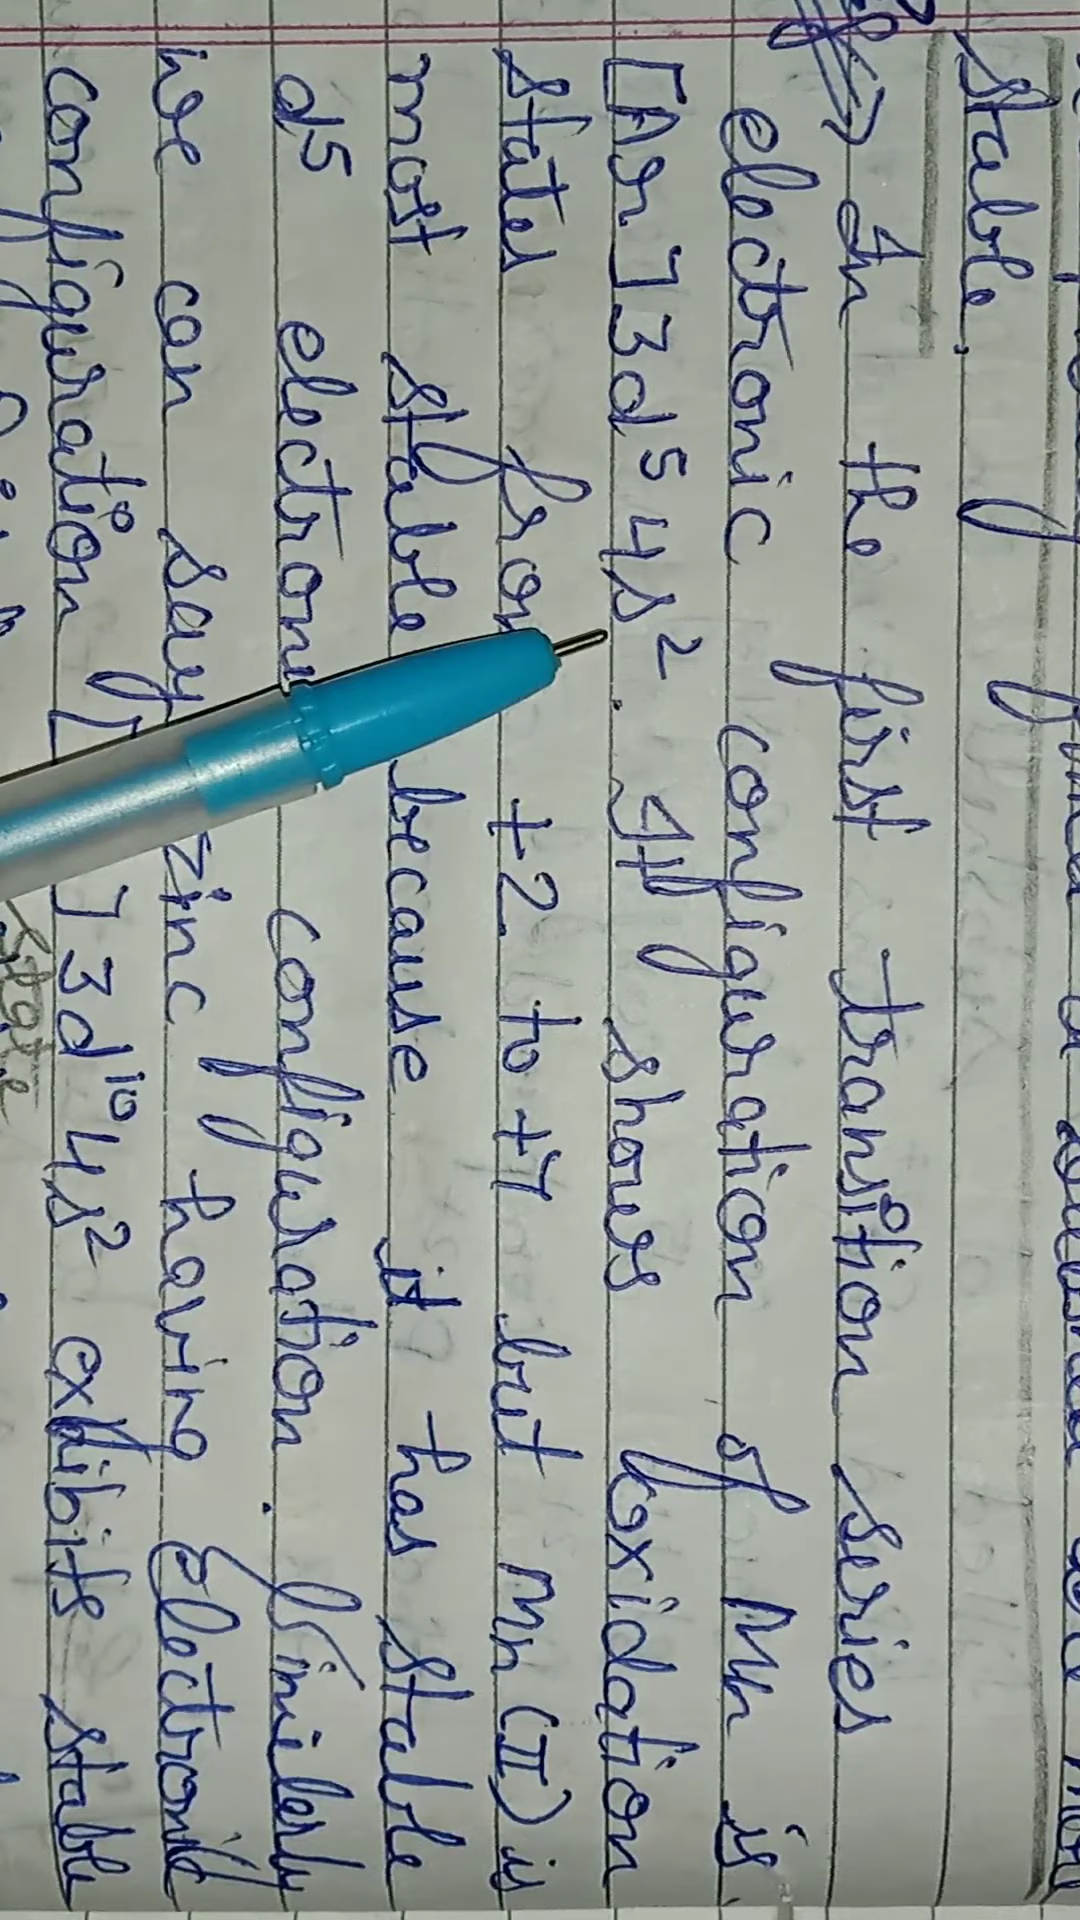 stable.
In the first transition series
electronic configuration of Mn is
[Ar] 3d⁵ 4s². It shows oxidation
states from +2 to +7 but Mn (II) is
most stable because it has stable
d⁵ electronic configuration. Similerly
we can say zinc having electronic
configuration [ ] 3d¹⁰ 4s² exhibits stable
state